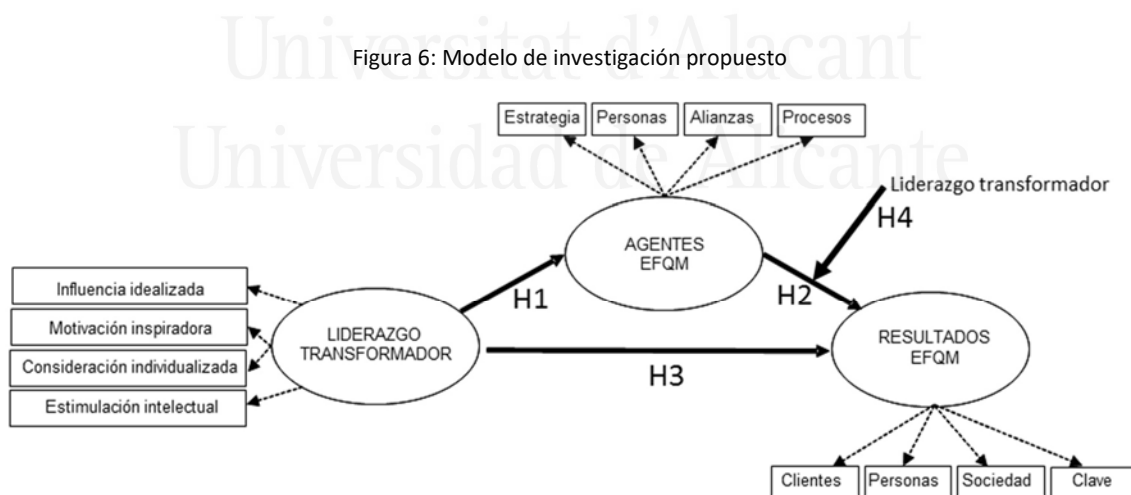 Universitat d'Alacant
Figura 6: Modelo de investigación propuesto
Estrategia
Personas
Alianzas
Procesos
Universidad de Alicante
Liderazgo transformador
H4
AGENTES
EFQM
H1
H2
Influencia idealizada
Motivación inspiradora
Consideración individualizada
Estimulación intelectual
LIDERAZGO
TRANSFORMADOR
H3
RESULTADOS
EFQM
Clientes
Personas
Sociedad
Clave